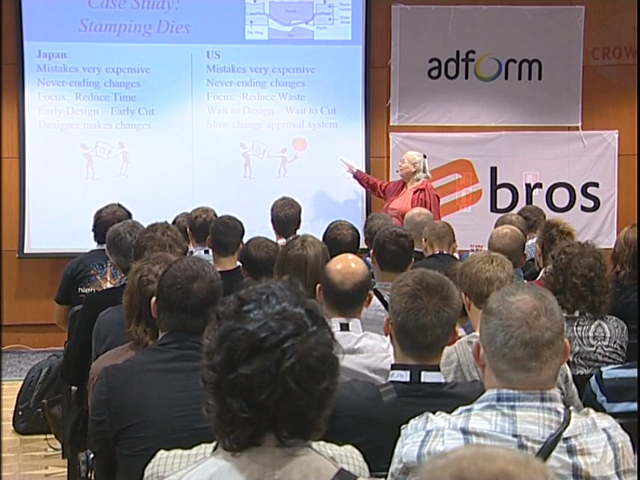 Case Study:
Stamping Dies
Japan
Mistakes very expensive
Never-ending changes
Focus: Reduce Time
Early Design – Early Cut
Designer makes changes
US
Mistakes very expensive
Never-ending changes
Focus: Reduce Waste
Wait to Design – Wait to Cut
Slow change approval system
adform
bros
CROW